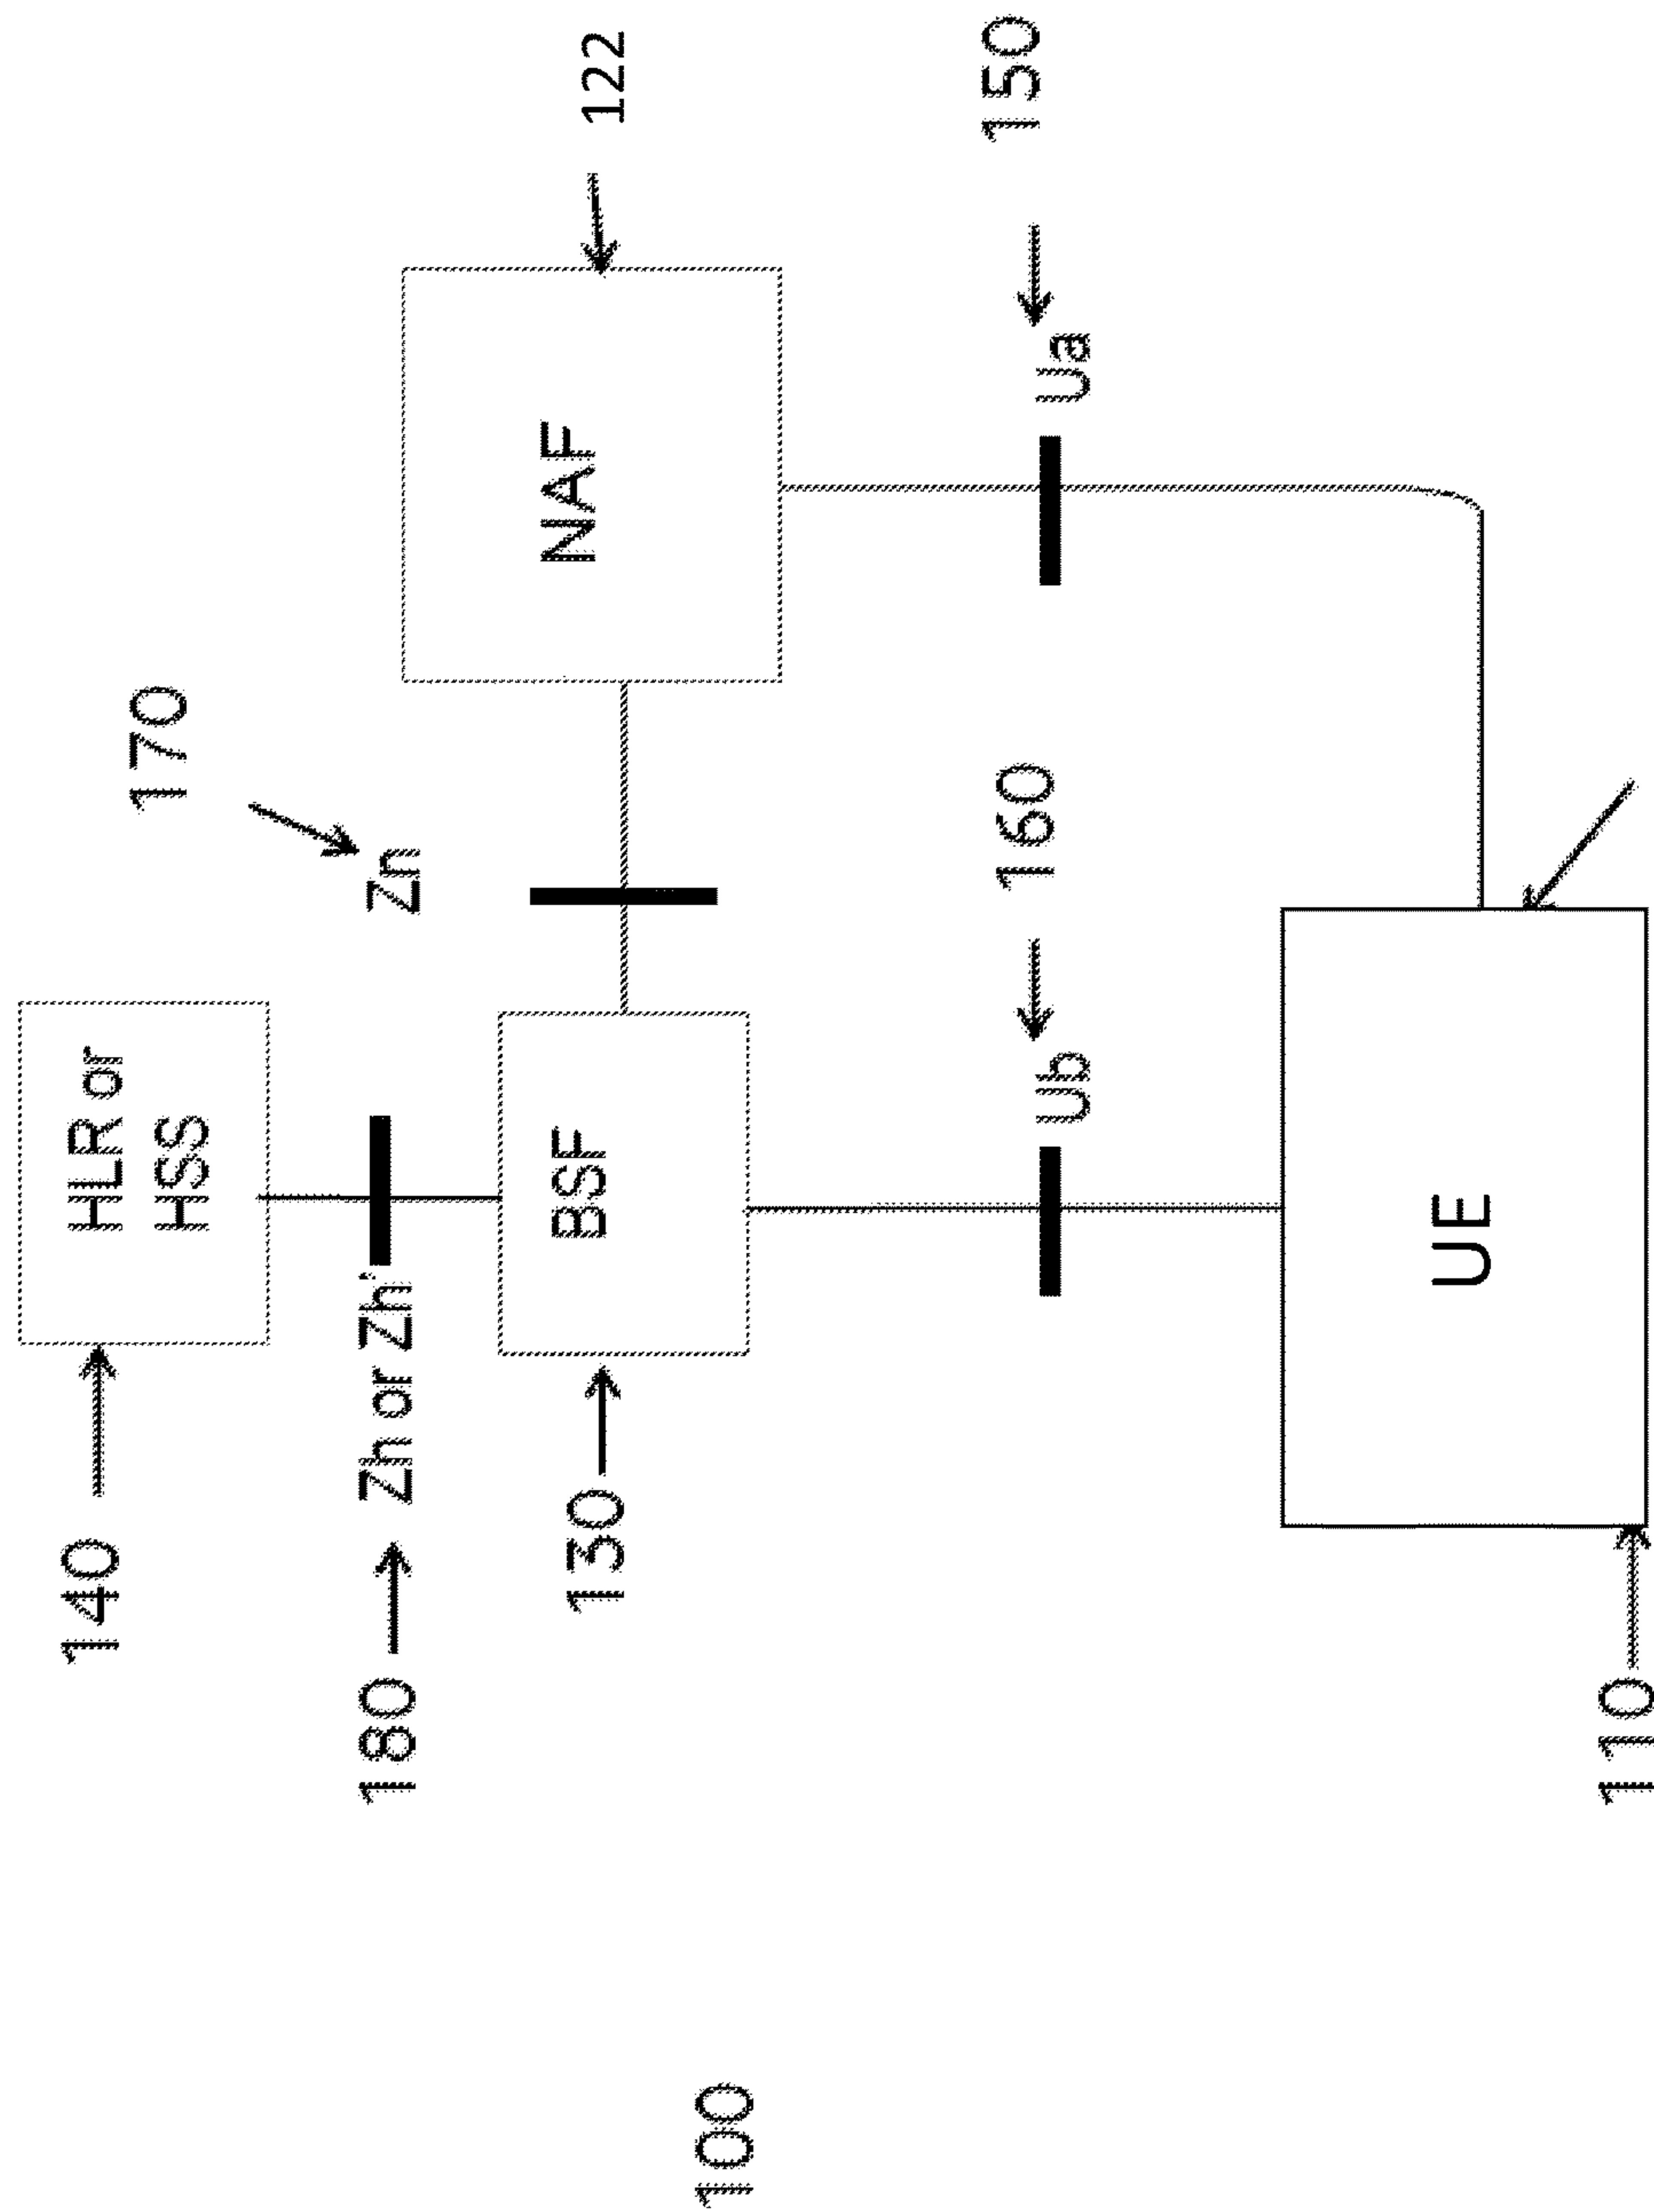 140
HLR or
HSS
170
180
Zh or Zh'
Zn
130
BSF
NAF
122
100
Ub
160
Ua
150
UE
110